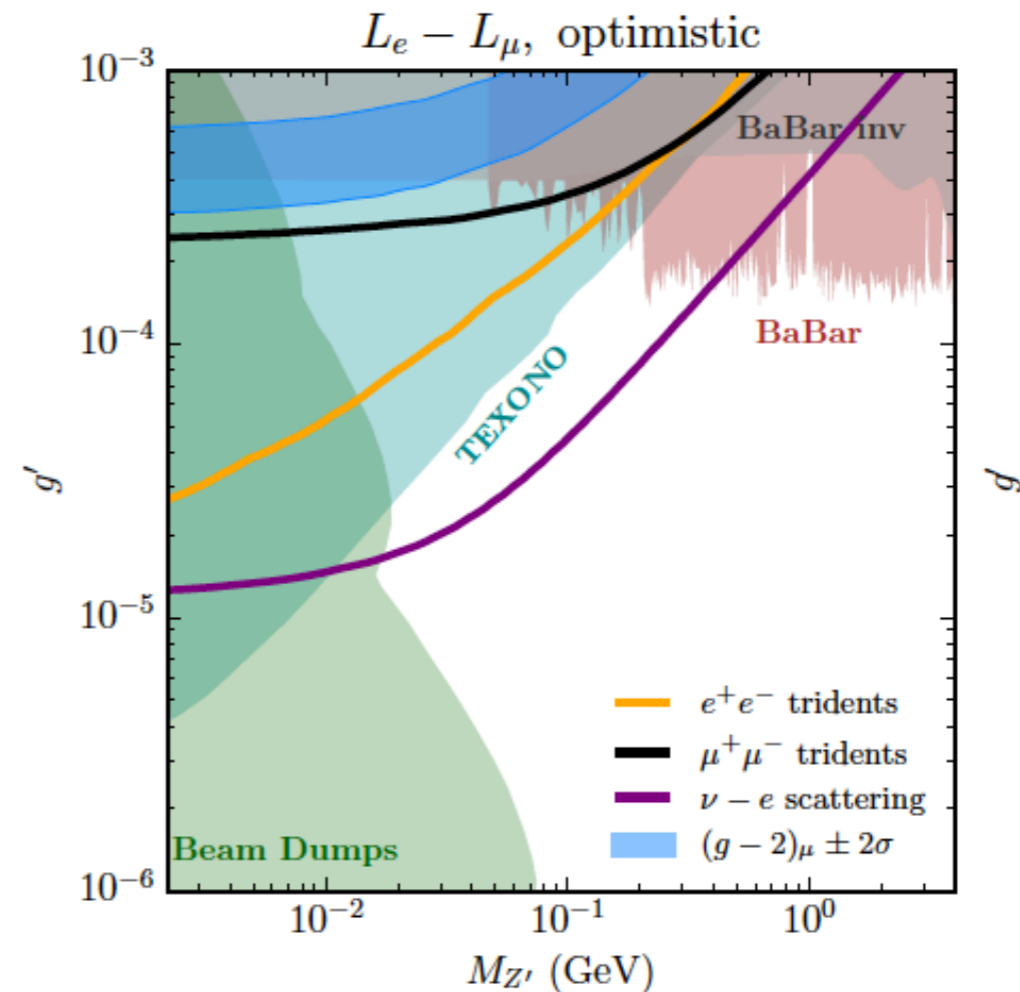 L_e − L_μ, optimistic
10^{−3}
10^{−4}
10^{−5}
10^{−6}
g′
g′
BaBar inv
BaBar
TEXONO
Beam Dumps
e^+e^− tridents
μ^+μ^− tridents
ν − e scattering
(g − 2)_μ ± 2σ
10^{−2} 10^{−1} 10^{0}
M_{Z′} (GeV)